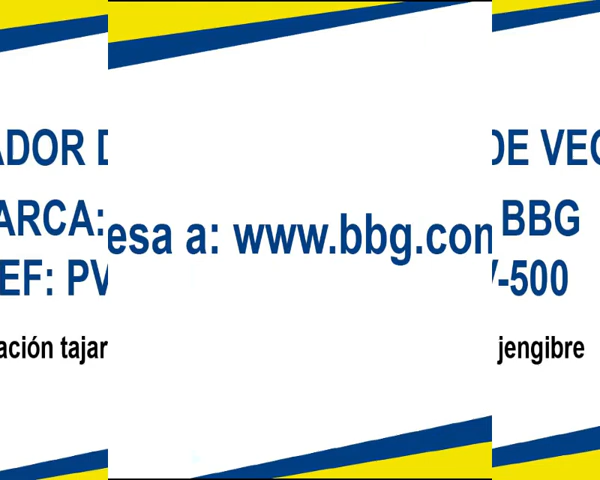 ADOR D
ARCA:
EF: PV
ación tajar
esa a: www.bbg.com
DE VEG
BBG
V-500
jengibre